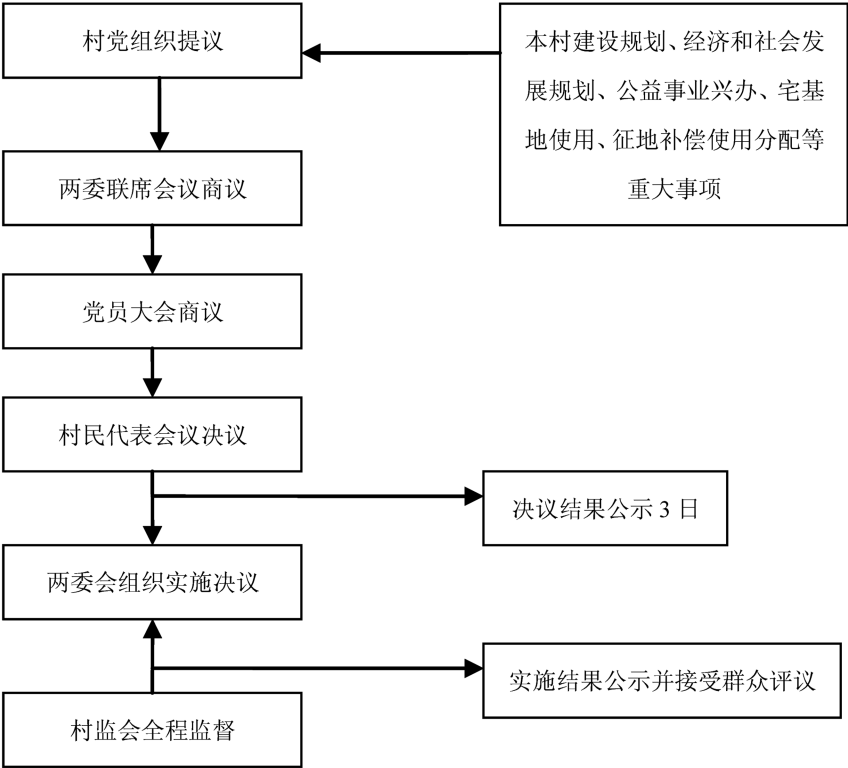 村党组织提议
本村建设规划、经济和社会发
展规划、公益事业兴办、宅基
地使用、征地补偿使用分配等
重大事项
两委联席会议商议
党员大会商议
村民代表会议决议
决议结果公示 3 日
两委会组织实施决议
实施结果公示并接受群众评议
村监会全程监督